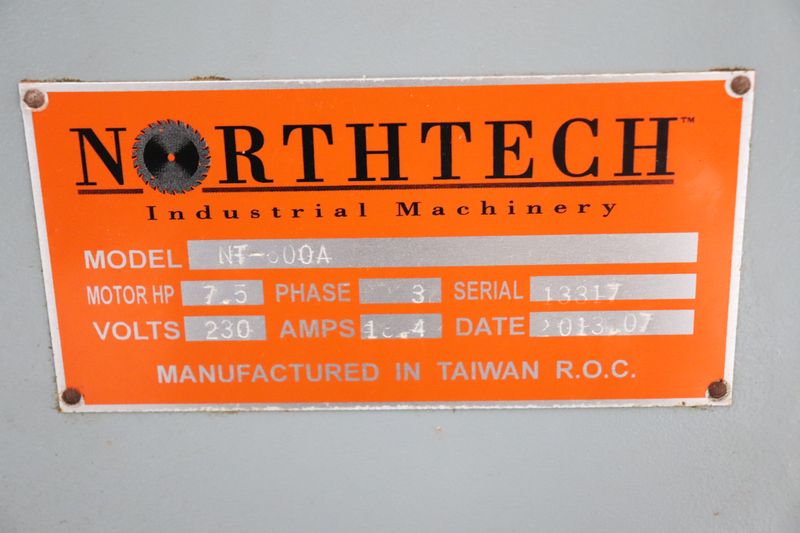 NORTHTECH™
Industrial Machinery
MODEL
MOTOR HP 7.5 PHASE 3 SERIAL 13317
VOLTS 230 AMPS DATE 2013.07
MANUFACTURED IN TAIWAN R.O.C.